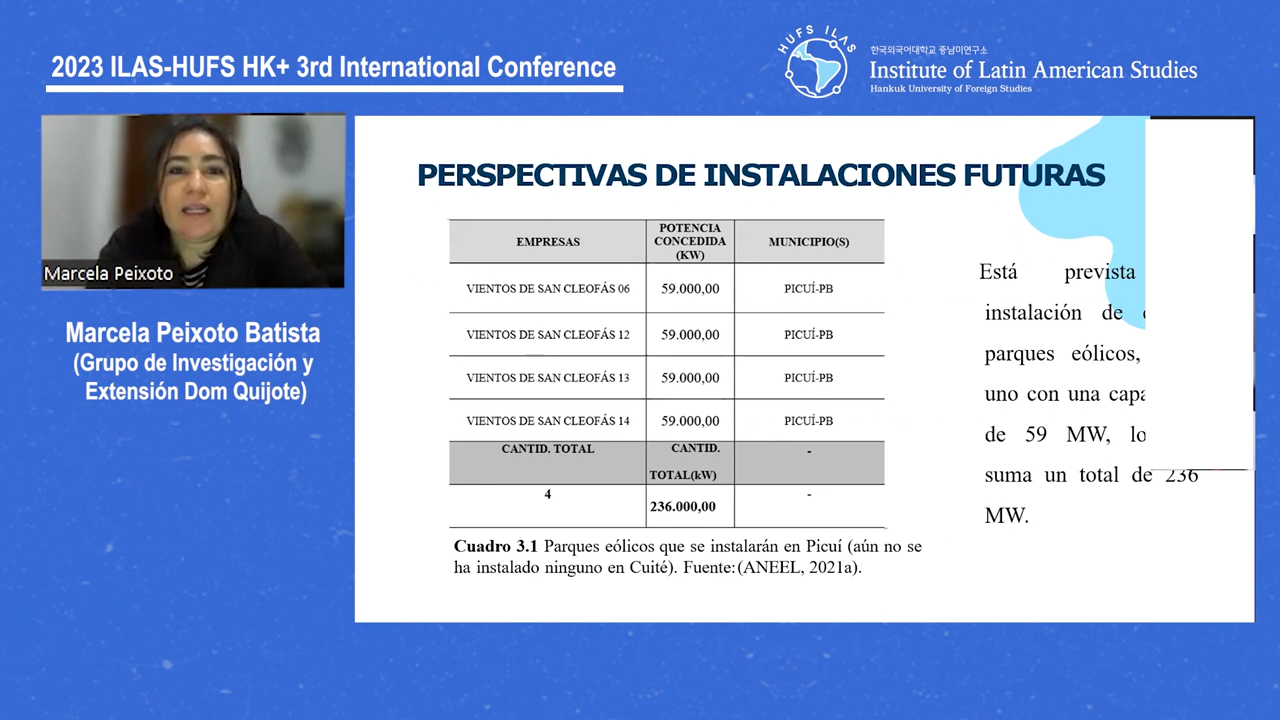 2023 ILAS-HUFS HK+ 3rd International Conference
HUFS ILAS
한국외국어대학교 중남미연구소
Institute of Latin American Studies
Hankuk University of Foreign Studies
Marcela Peixoto
Marcela Peixoto Batista
(Grupo de Investigación y
Extensión Dom Quijote)
PERSPECTIVAS DE INSTALACIONES FUTURAS
EMPRESAS POTENCIA CONCEDIDA (KW) MUNICIPIO(S)
VIENTOS DE SAN CLEOFÁS 06 59.000,00 PICUÍ-PB
VIENTOS DE SAN CLEOFÁS 12 59.000,00 PICUÍ-PB
VIENTOS DE SAN CLEOFÁS 13 59.000,00 PICUÍ-PB
VIENTOS DE SAN CLEOFÁS 14 59.000,00 PICUÍ-PB
CANTID. TOTAL CANTID. TOTAL(kW) -
4 236.000,00 -
Cuadro 3.1 Parques eólicos que se instalarán en Picuí (aún no se
ha instalado ninguno en Cuité). Fuente:(ANEEL, 2021a).
Está prevista
instalación de
parques eólicos,
uno con una capa
de 59 MW, lo
suma un total de 236
MW.